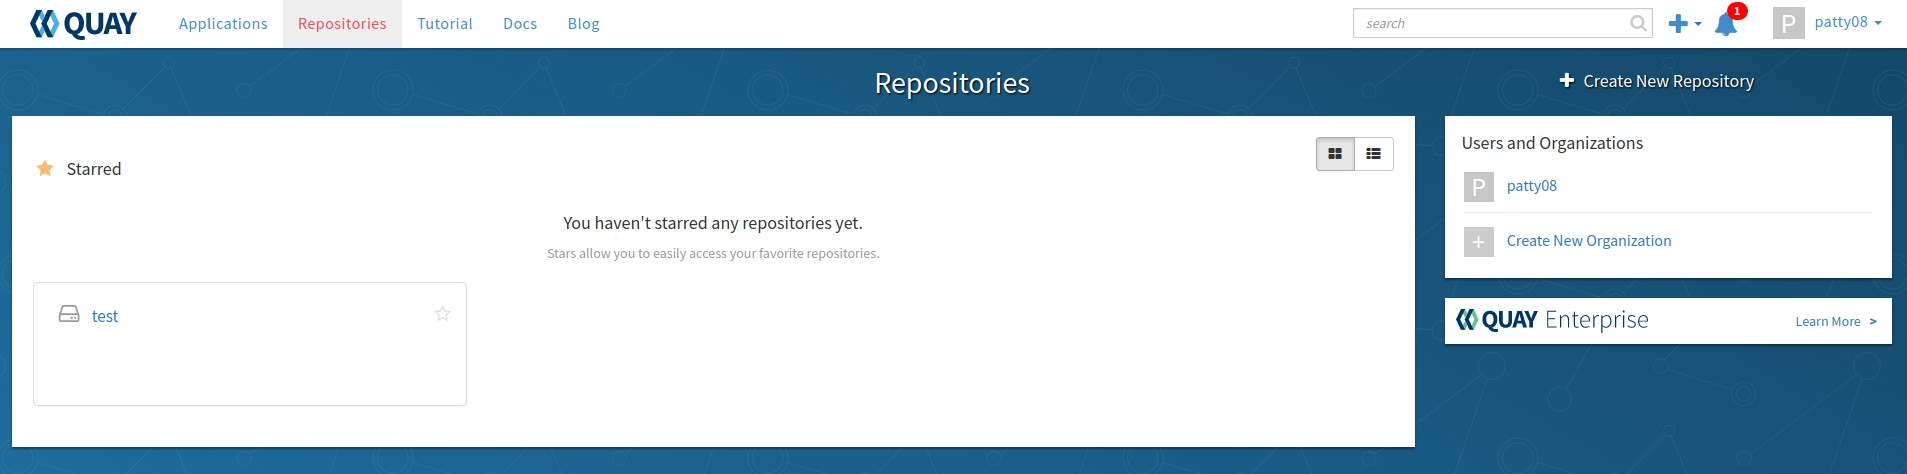 QUAY Applications Repositories Tutorial Docs Blog search 1 P patty08
Repositories
Create New Repository
Starred
You haven't starred any repositories yet.
Stars allow you to easily access your favorite repositories.
test
Users and Organizations
P patty08
+ Create New Organization
QUAY Enterprise Learn More >